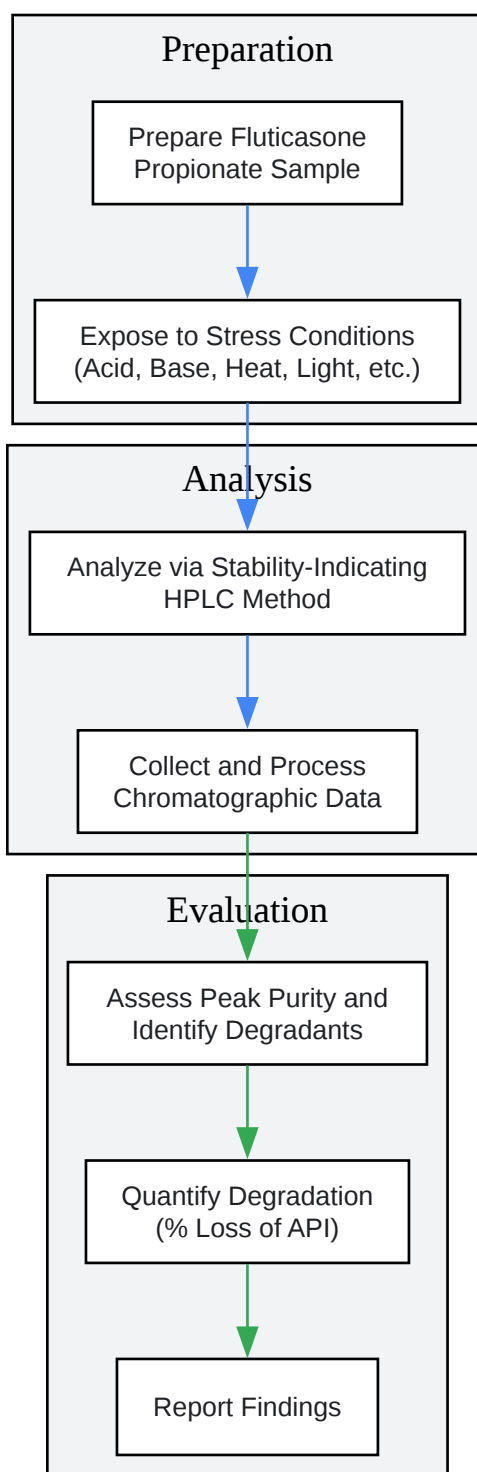 Preparation
Prepare Fluticasone
Propionate Sample
Expose to Stress Conditions
(Acid, Base, Heat, Light, etc.)
Analysis
Analyze via Stability-Indicating
HPLC Method
Collect and Process
Chromatographic Data
Evaluation
Assess Peak Purity and
Identify Degradants
Quantify Degradation
(% Loss of API)
Report Findings